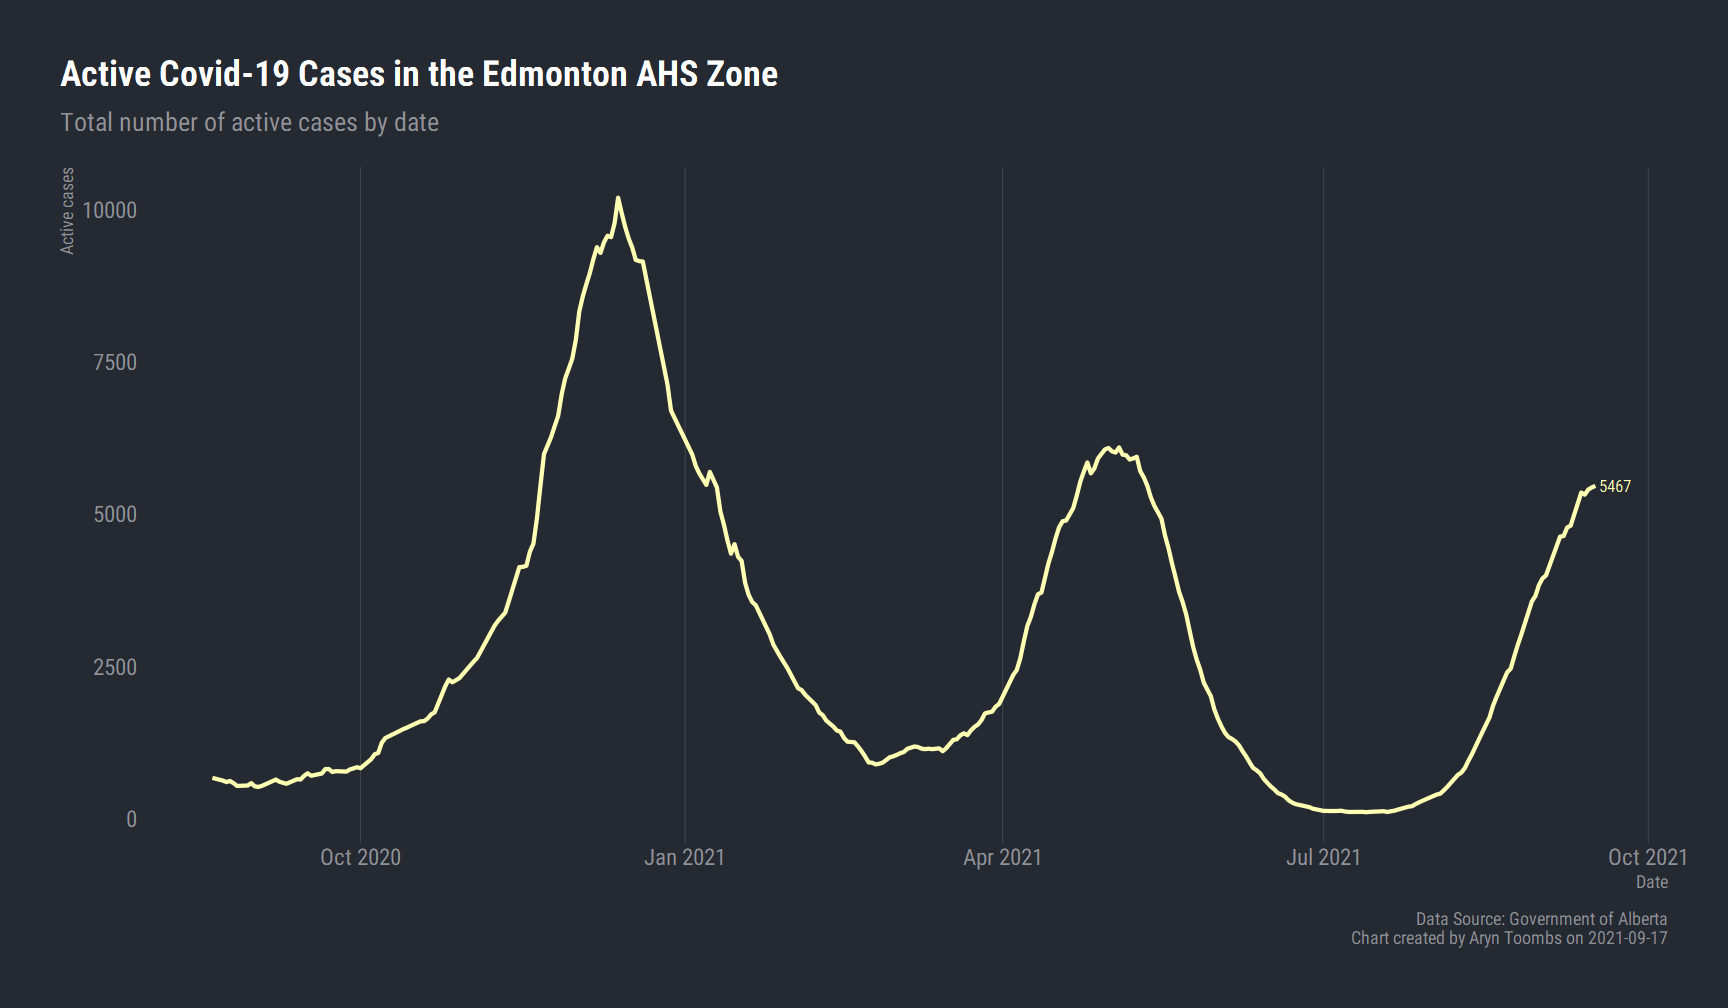 Active Covid-19 Cases in the Edmonton AHS Zone
Total number of active cases by date
Active cases
10000
7500
5000
2500
0
5467
Oct 2020
Jan 2021
Apr 2021
Jul 2021
Oct 2021
Date
Data Source: Government of Alberta
Chart created by Aryn Toombs on 2021-09-17